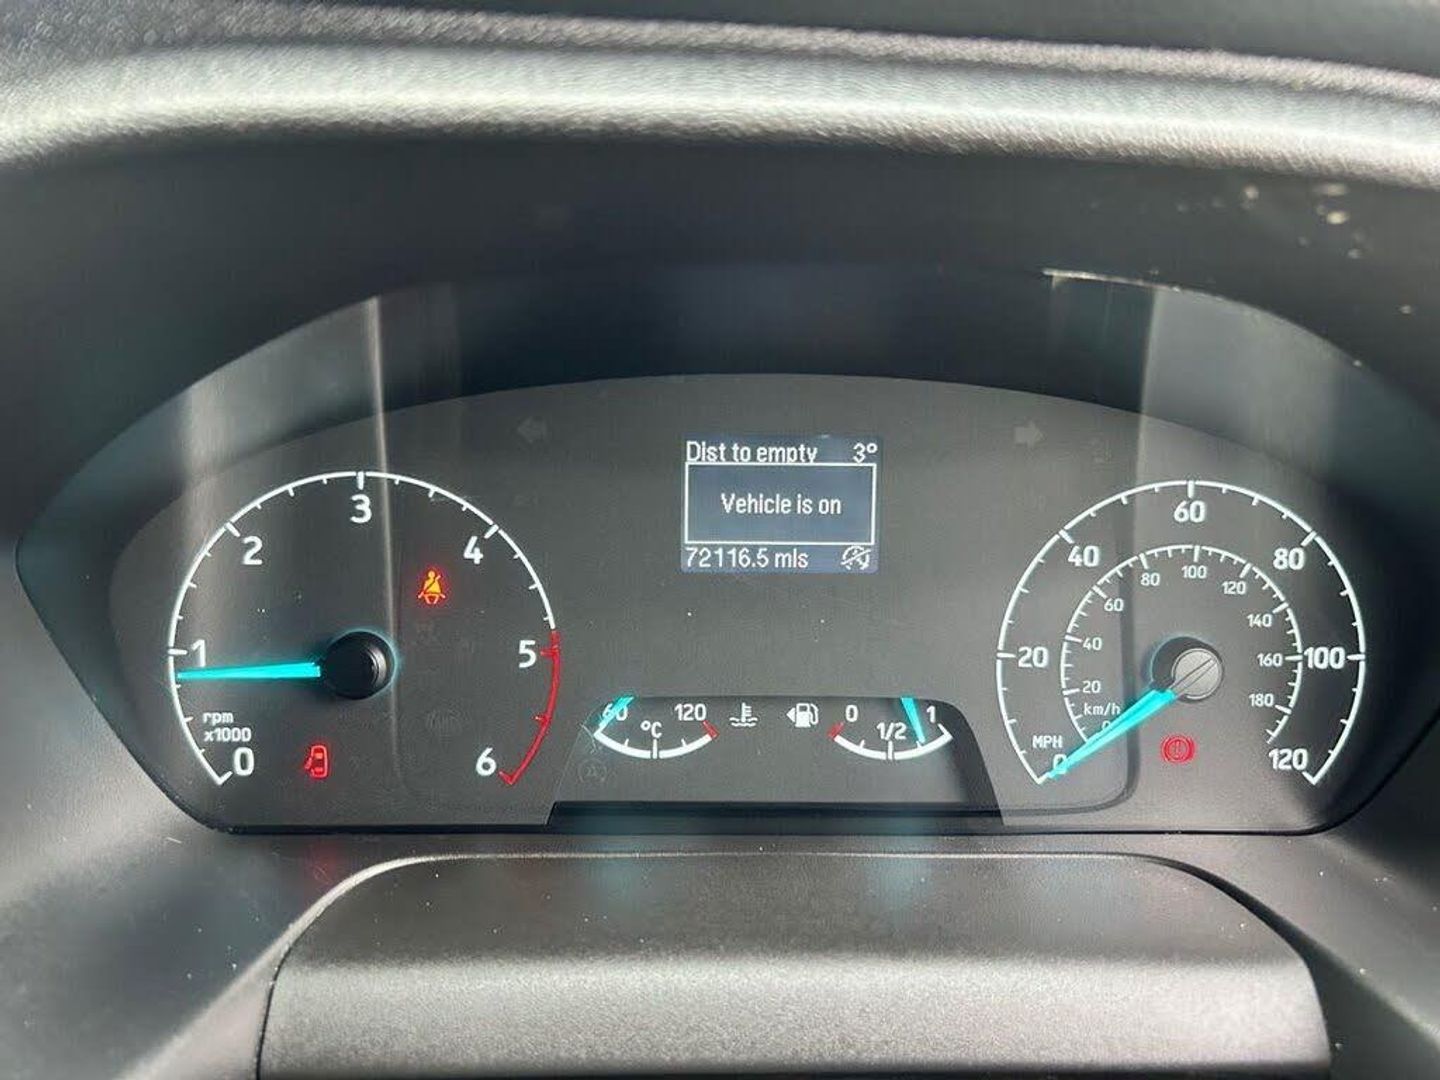 Dist to empty 3°
Vehicle is on
72116.5 mls
0 1 2 3 4 5 6
rpm
x1000
60 °C 120
0 1/2 1
0 20 40 60 80 100 120
MPH
20 40 60 80 100 120 140 160 180
km/h